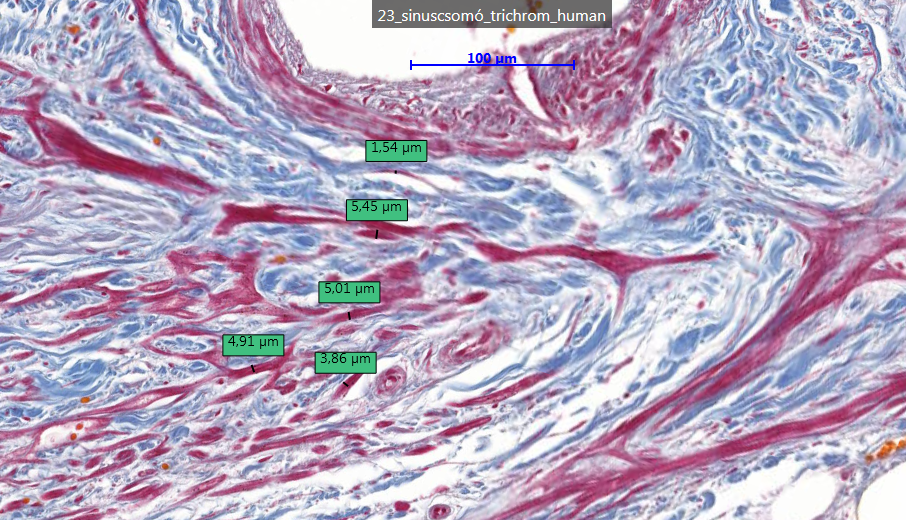 23_sinuscsomó_trichrom_human
100 µm
1,54 µm
5,45 µm
5,01 µm
4,91 µm
3,86 µm